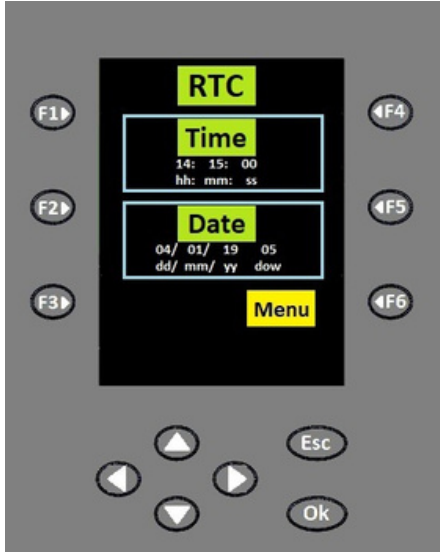 RTC
F1
F4
Time
14: 15: 00
hh: mm: ss
F2
F5
Date
04/ 01/ 19 05
dd/ mm/ yy dow
F3
Menu
F6
Esc
Ok